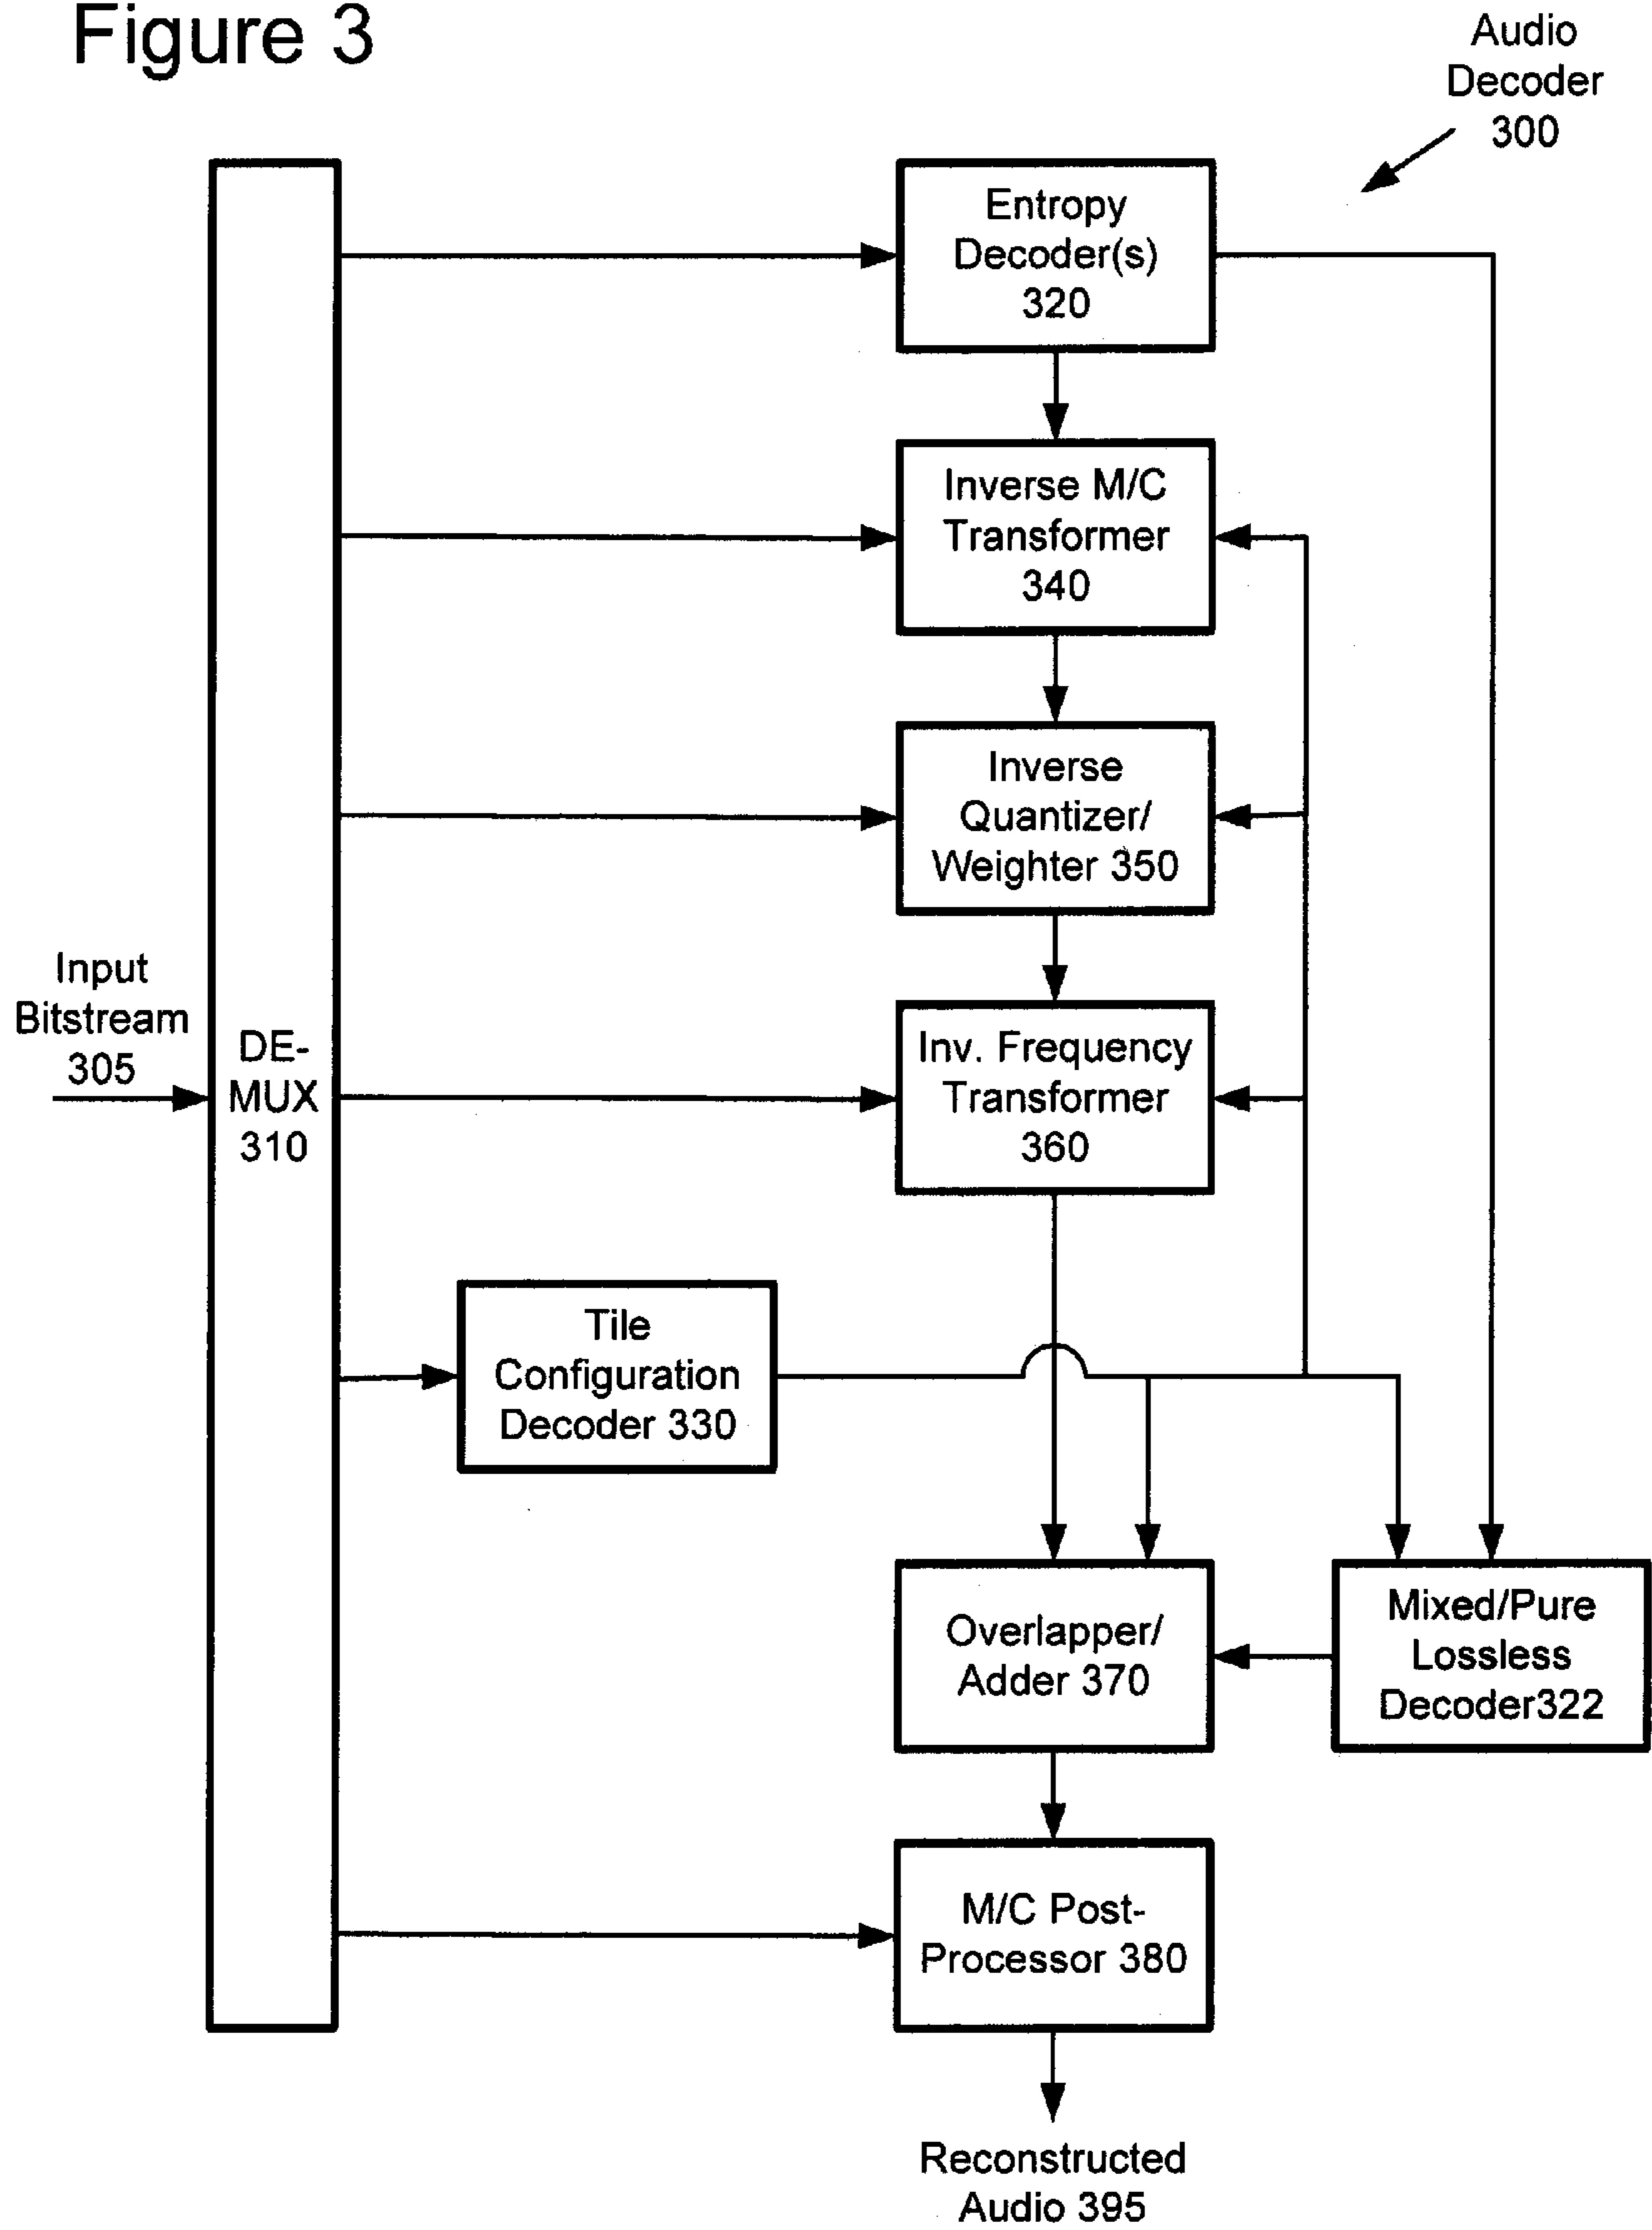 Figure 3
Audio
Decoder
300
Entropy
Decoder(s)
320
Inverse M/C
Transformer
340
Inverse
Quantizer/
Weighter 350
Input
Bitstream
305
DE-
MUX
310
Inv. Frequency
Transformer
360
Tile
Configuration
Decoder 330
Overlapper/
Adder 370
Mixed/Pure
Lossless
Decoder322
M/C Post-
Processor 380
Reconstructed
Audio 395